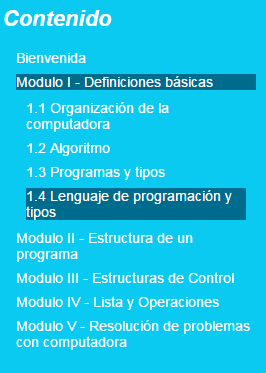 Contenido
Bienvenida
Modulo I - Definiciones básicas
1.1 Organización de la
computadora
1.2 Algoritmo
1.3 Programas y tipos
1.4 Lenguaje de programación y
tipos
Modulo II - Estructura de un
programa
Modulo III - Estructuras de Control
Modulo IV - Lista y Operaciones
Modulo V - Resolución de problemas
con computadora